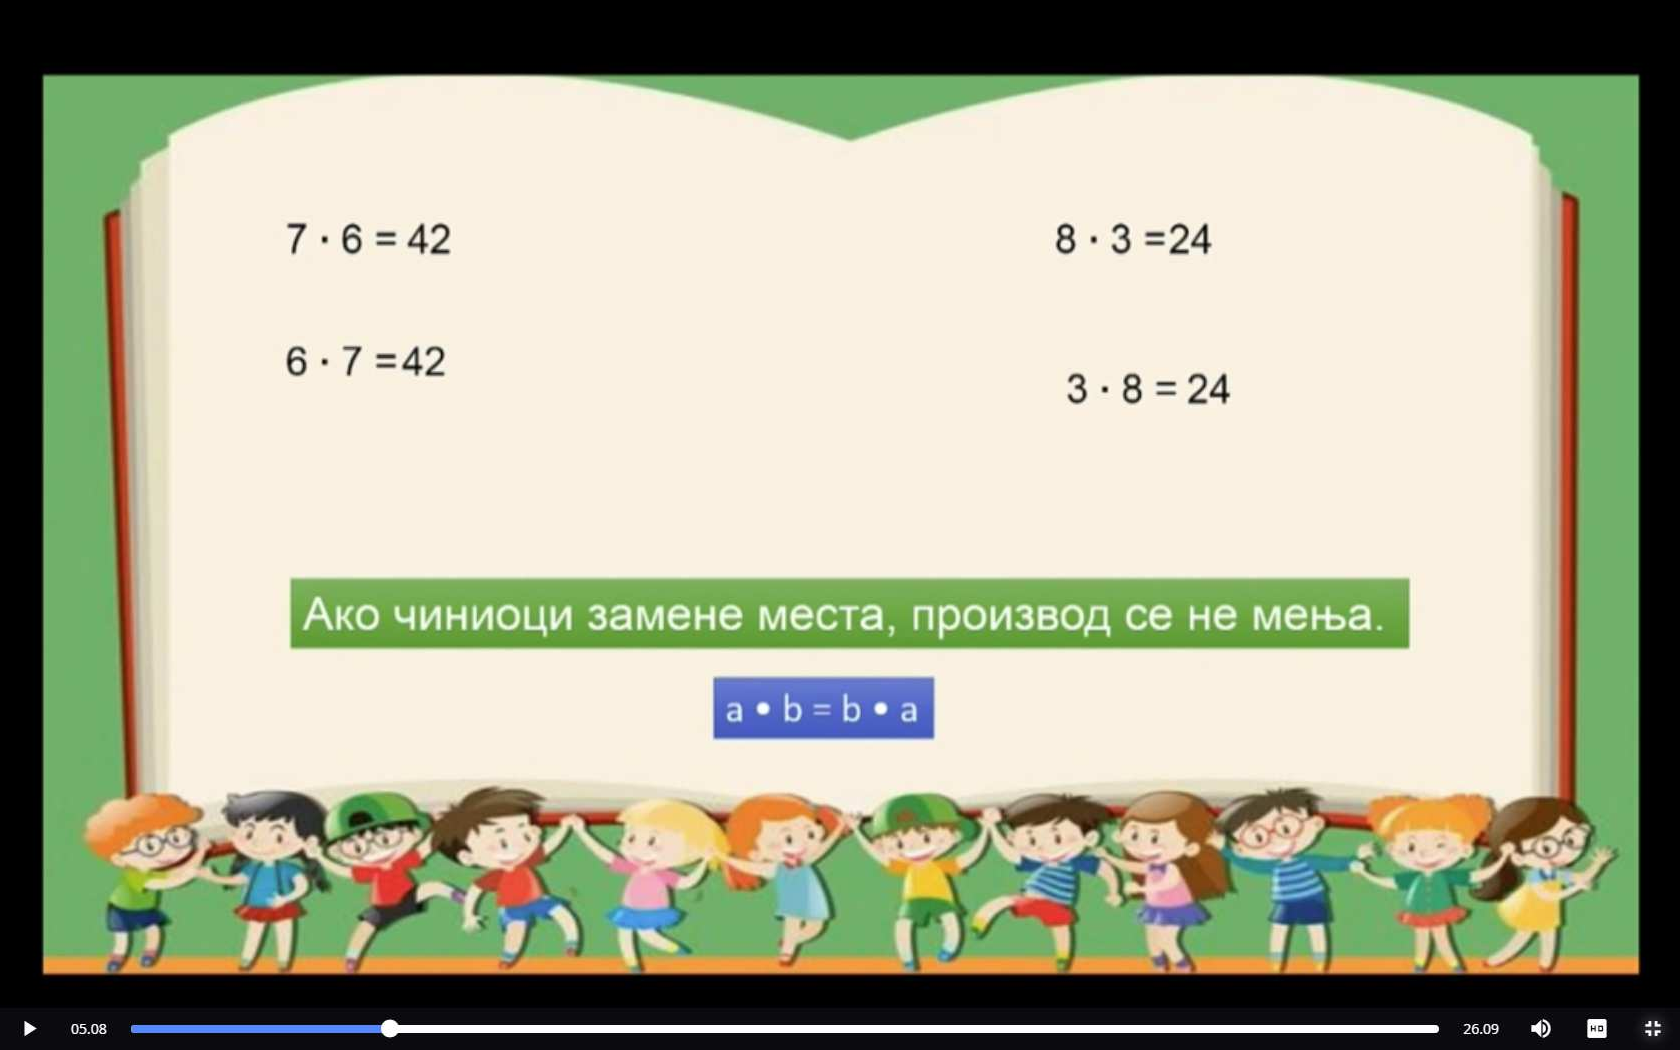 7 · 6 = 42
8 · 3 =24
6 · 7 =42
3 · 8 = 24
Ако чиниоци замене места, производ се не мења.
a • b = b • a
05.08
26.09
HD